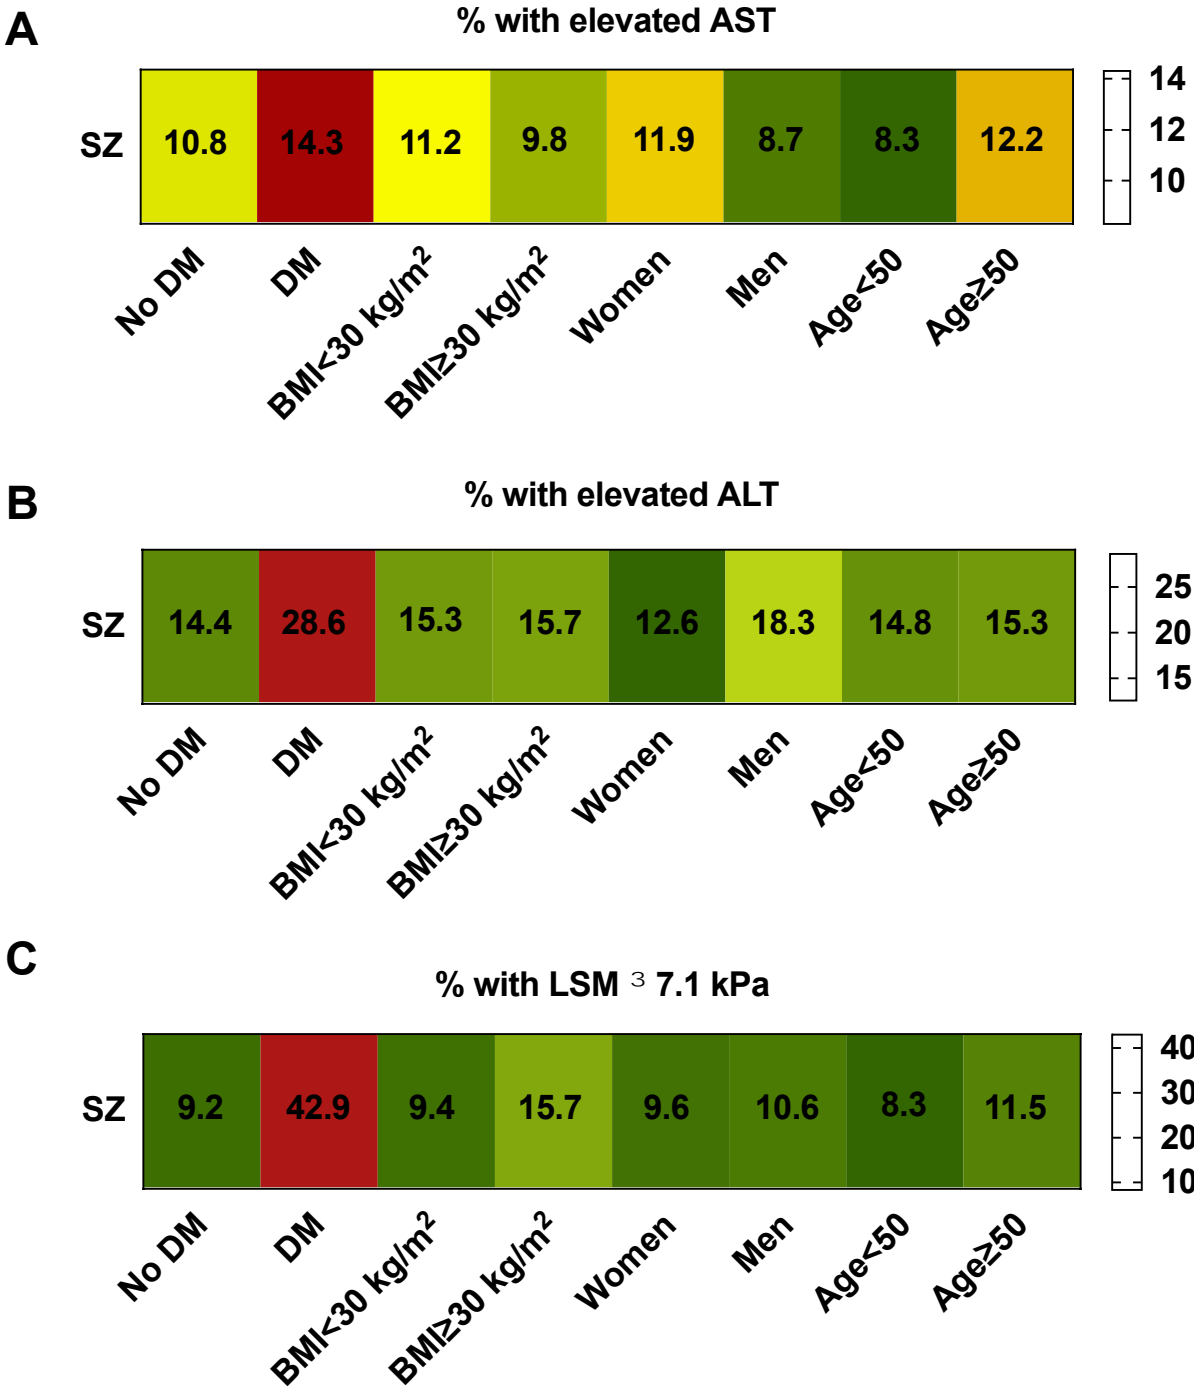 A
% with elevated AST
SZ 10.8 14.3 11.2 9.8 11.9 8.7 8.3 12.2
14
12
10
No DM DM BMI<30 kg/m² BMI≥30 kg/m² Women Men Age<50 Age≥50
B
% with elevated ALT
SZ 14.4 28.6 15.3 15.7 12.6 18.3 14.8 15.3
25
20
15
No DM DM BMI<30 kg/m² BMI≥30 kg/m² Women Men Age<50 Age≥50
C
% with LSM ³ 7.1 kPa
SZ 9.2 42.9 9.4 15.7 9.6 10.6 8.3 11.5
40
30
20
10
No DM DM BMI<30 kg/m² BMI≥30 kg/m² Women Men Age<50 Age≥50